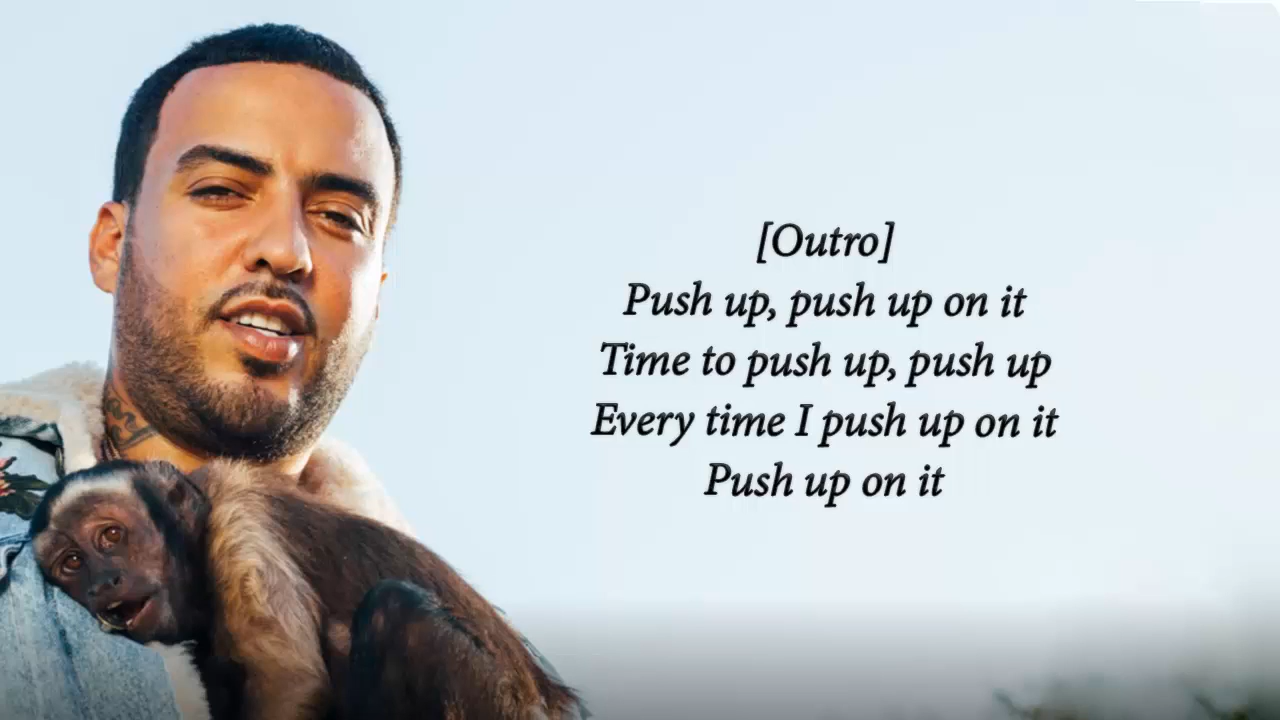 [Outro]
Push up, push up on it
Time to push up, push up
Every time I push up on it
Push up on it